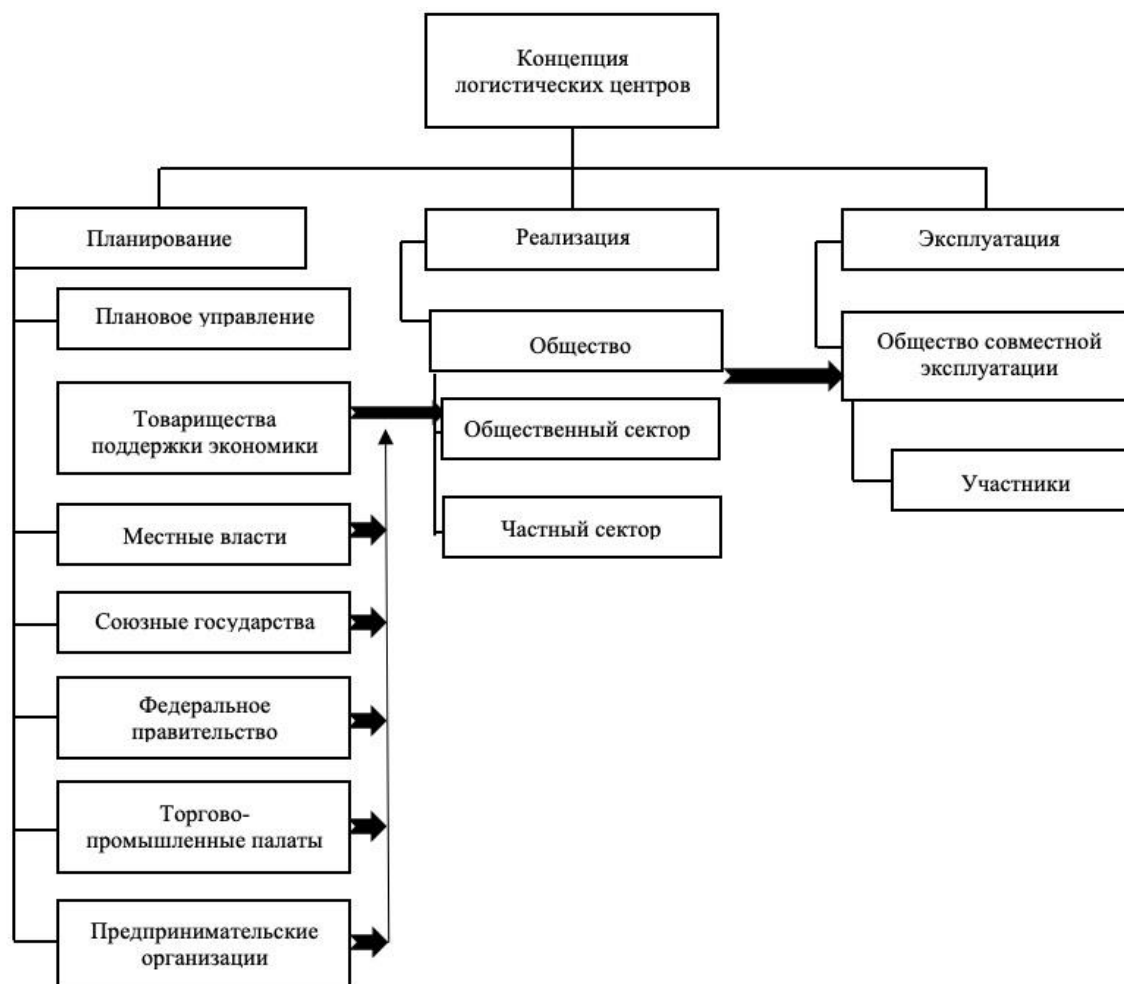 Концепция
логистических центров
Планирование
Реализация
Эксплуатация
Плановое управление
Товарищества
поддержки экономики
Местные власти
Союзные государства
Федеральное
правительство
Торгово-
промышленные палаты
Предпринимательские
организации
Общество
Общественный сектор
Частный сектор
Общество совместной
эксплуатации
Участники